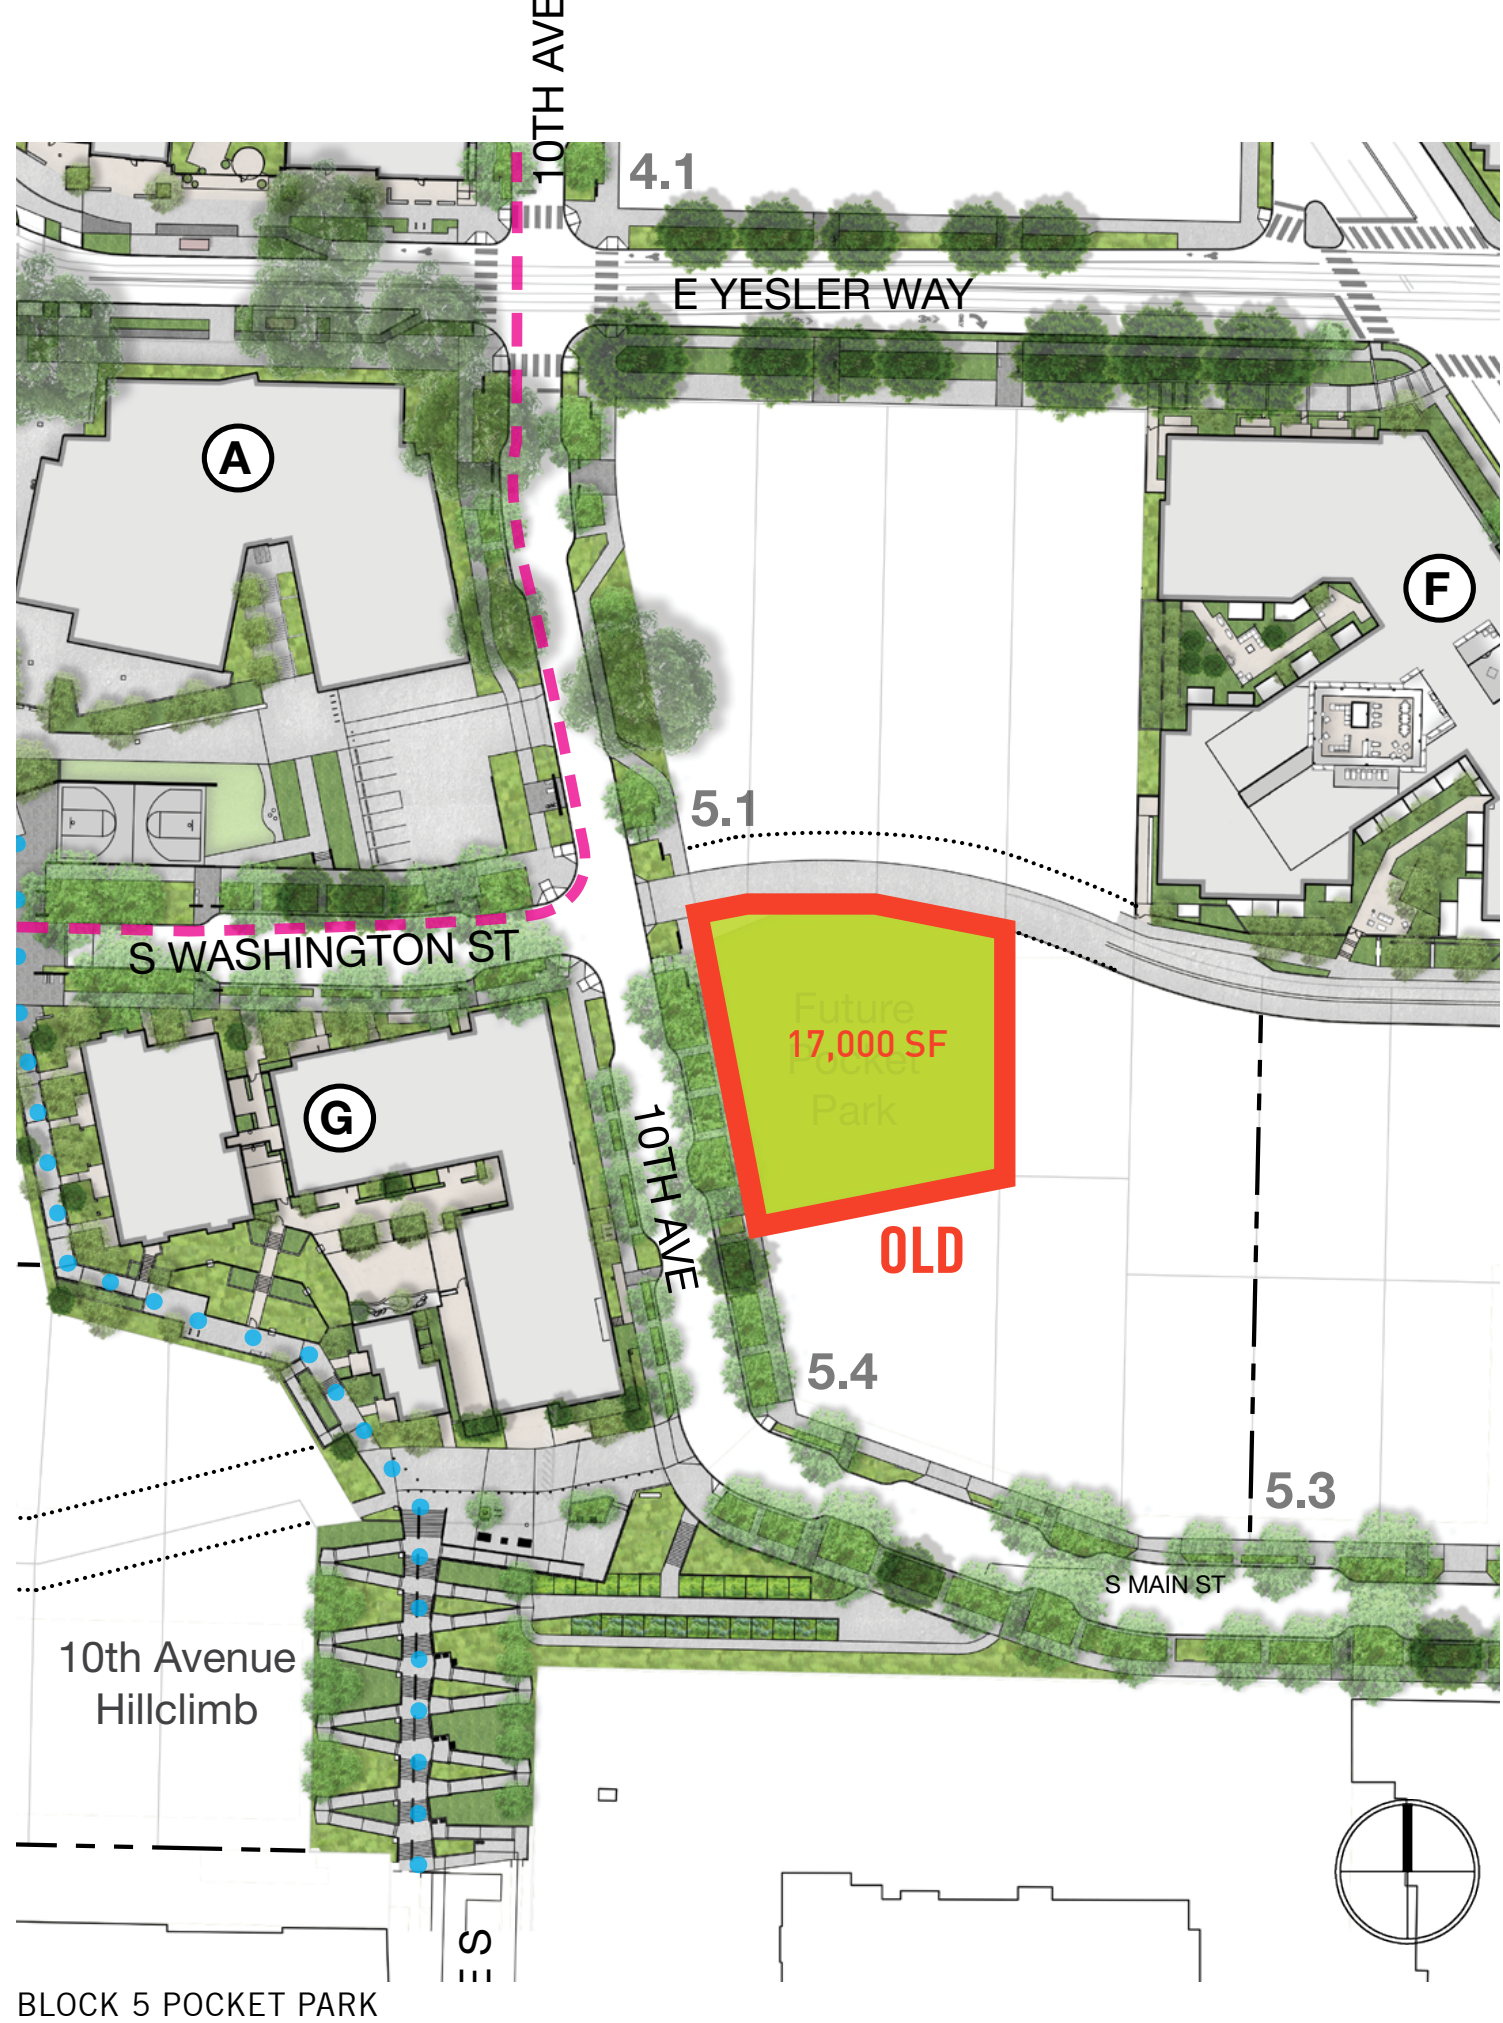 10TH AVE
4.1
E YESLER WAY
A
F
5.1
S WASHINGTON ST
Future
17,000 SF
Pocket
Park
G
10TH AVE
OLD
5.4
5.3
S MAIN ST
10th Avenue
Hillclimb
E S
BLOCK 5 POCKET PARK